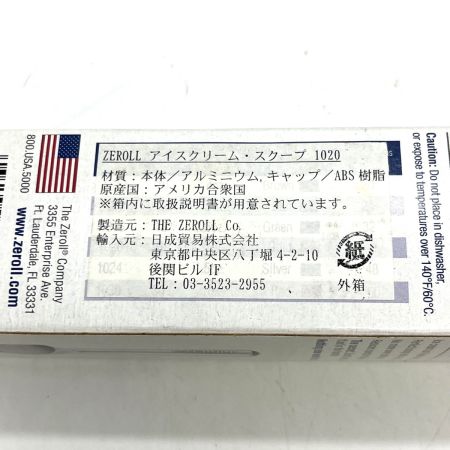 ZEROLL アイスクリーム・スクープ 1020
材質：本体／アルミニウム, キャップ／ABS 樹脂
原産国：アメリカ合衆国
※箱内に取扱説明書が用意されています。
製造元：THE ZEROLL Co.
輸入元：日成貿易株式会社
東京都中央区八丁堀 4-2-10
後関ビル 1F
TEL：03-3523-2955
紙
外箱
800.USA.5000
The Zeroll® Company
3355 Enterprise Ave.
Ft. Lauderdale, FL 33331
www.zeroll.com
Caution: Do not place in dishwasher,
or expose to temperatures over 140°F/60°C.